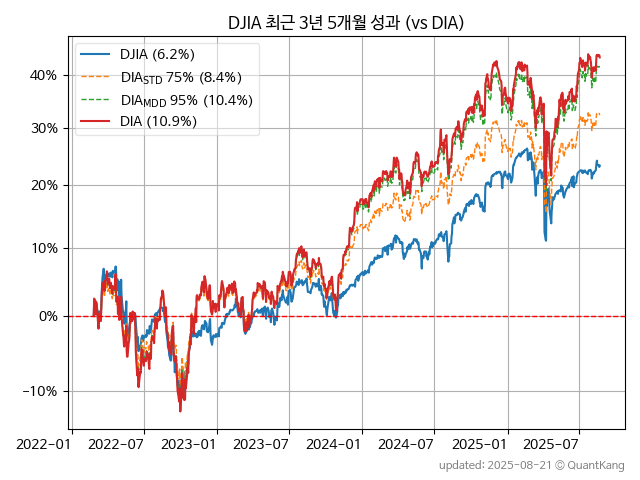 DJIA 최근 3년 5개월 성과 (vs DIA)
DJIA (6.2%)
DIASTD 75% (8.4%)
DIAMDD 95% (10.4%)
DIA (10.9%)
40%
30%
20%
10%
0%
−10%
2022−01
2022−07
2023−01
2023−07
2024−01
2024−07
2025−01
2025−07
updated: 2025−08−21 © QuantKang